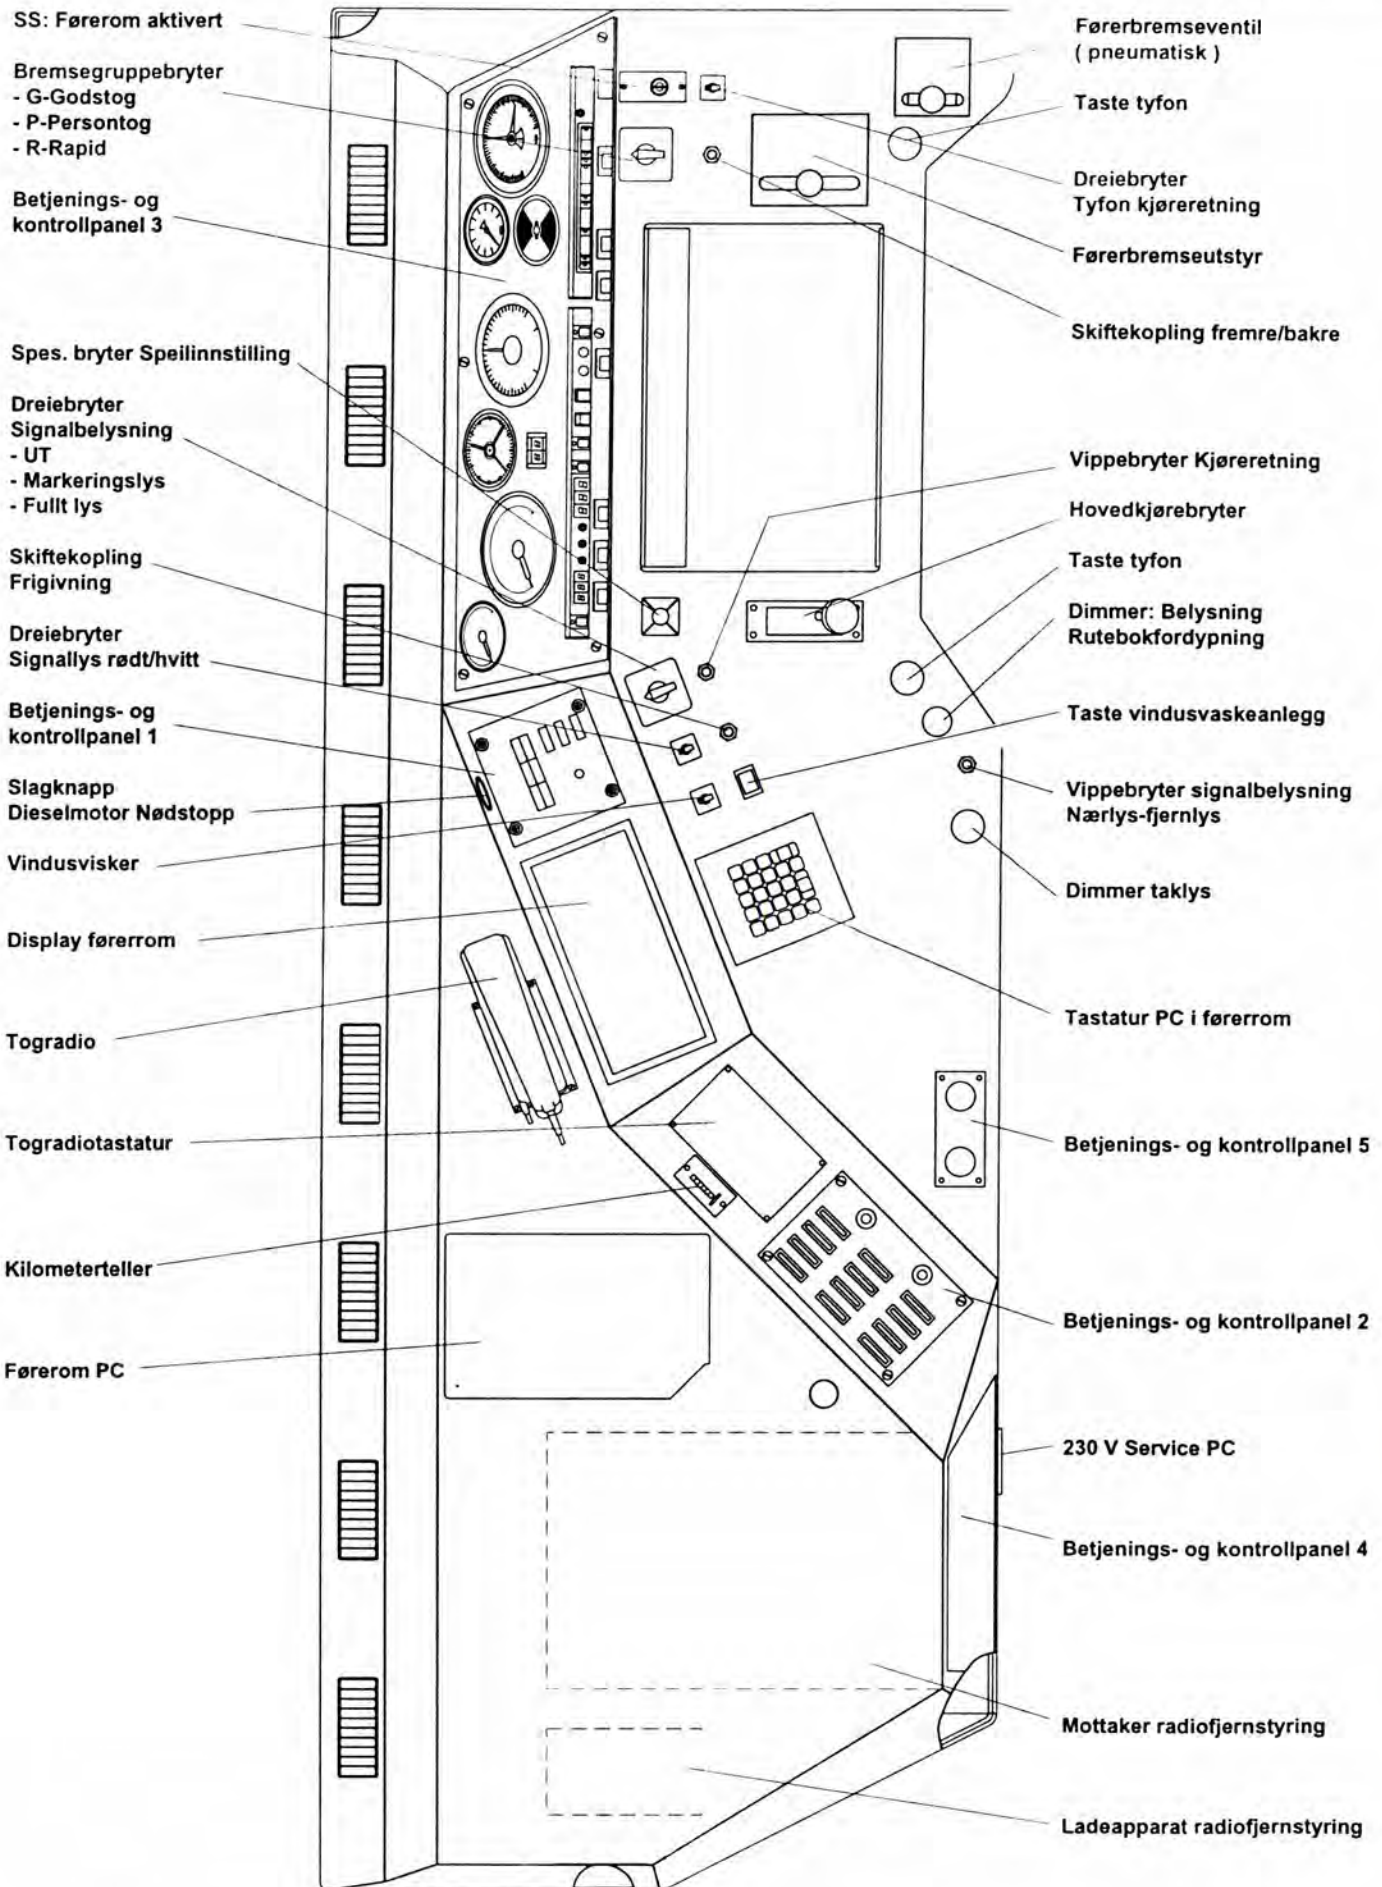 SS: Førerom aktivert
Bremsegruppebryter
- G-Godstog
- P-Persontog
- R-Rapid
Betjenings- og
kontrollpanel 3
Spes. bryter Speilinnstilling
Dreiebryter
Signalbelysning
- UT
- Markeringslys
- Fullt lys
Skiftekopling
Frigivning
Dreiebryter
Signallys rødt/hvitt
Betjenings- og
kontrollpanel 1
Slagknapp
Dieselmotor Nødstopp
Vindusvisker
Display førerrom
Togradio
Togradiotastatur
Kilometerteller
Førerom PC
Førerbremseventil
( pneumatisk )
Taste tyfon
Dreiebryter
Tyfon kjøreretning
Førerbremseutstyr
Skiftekopling fremre/bakre
Vippebryter Kjøreretning
Hovedkjørebryter
Taste tyfon
Dimmer: Belysning
Rutebokfordypning
Taste vindusvaskeanlegg
Vippebryter signalbelysning
Nærlys-fjernlys
Dimmer taklys
Tastatur PC i førerrom
Betjenings- og kontrollpanel 5
Betjenings- og kontrollpanel 2
230 V Service PC
Betjenings- og kontrollpanel 4
Mottaker radiofjernstyring
Ladeapparat radiofjernstyring